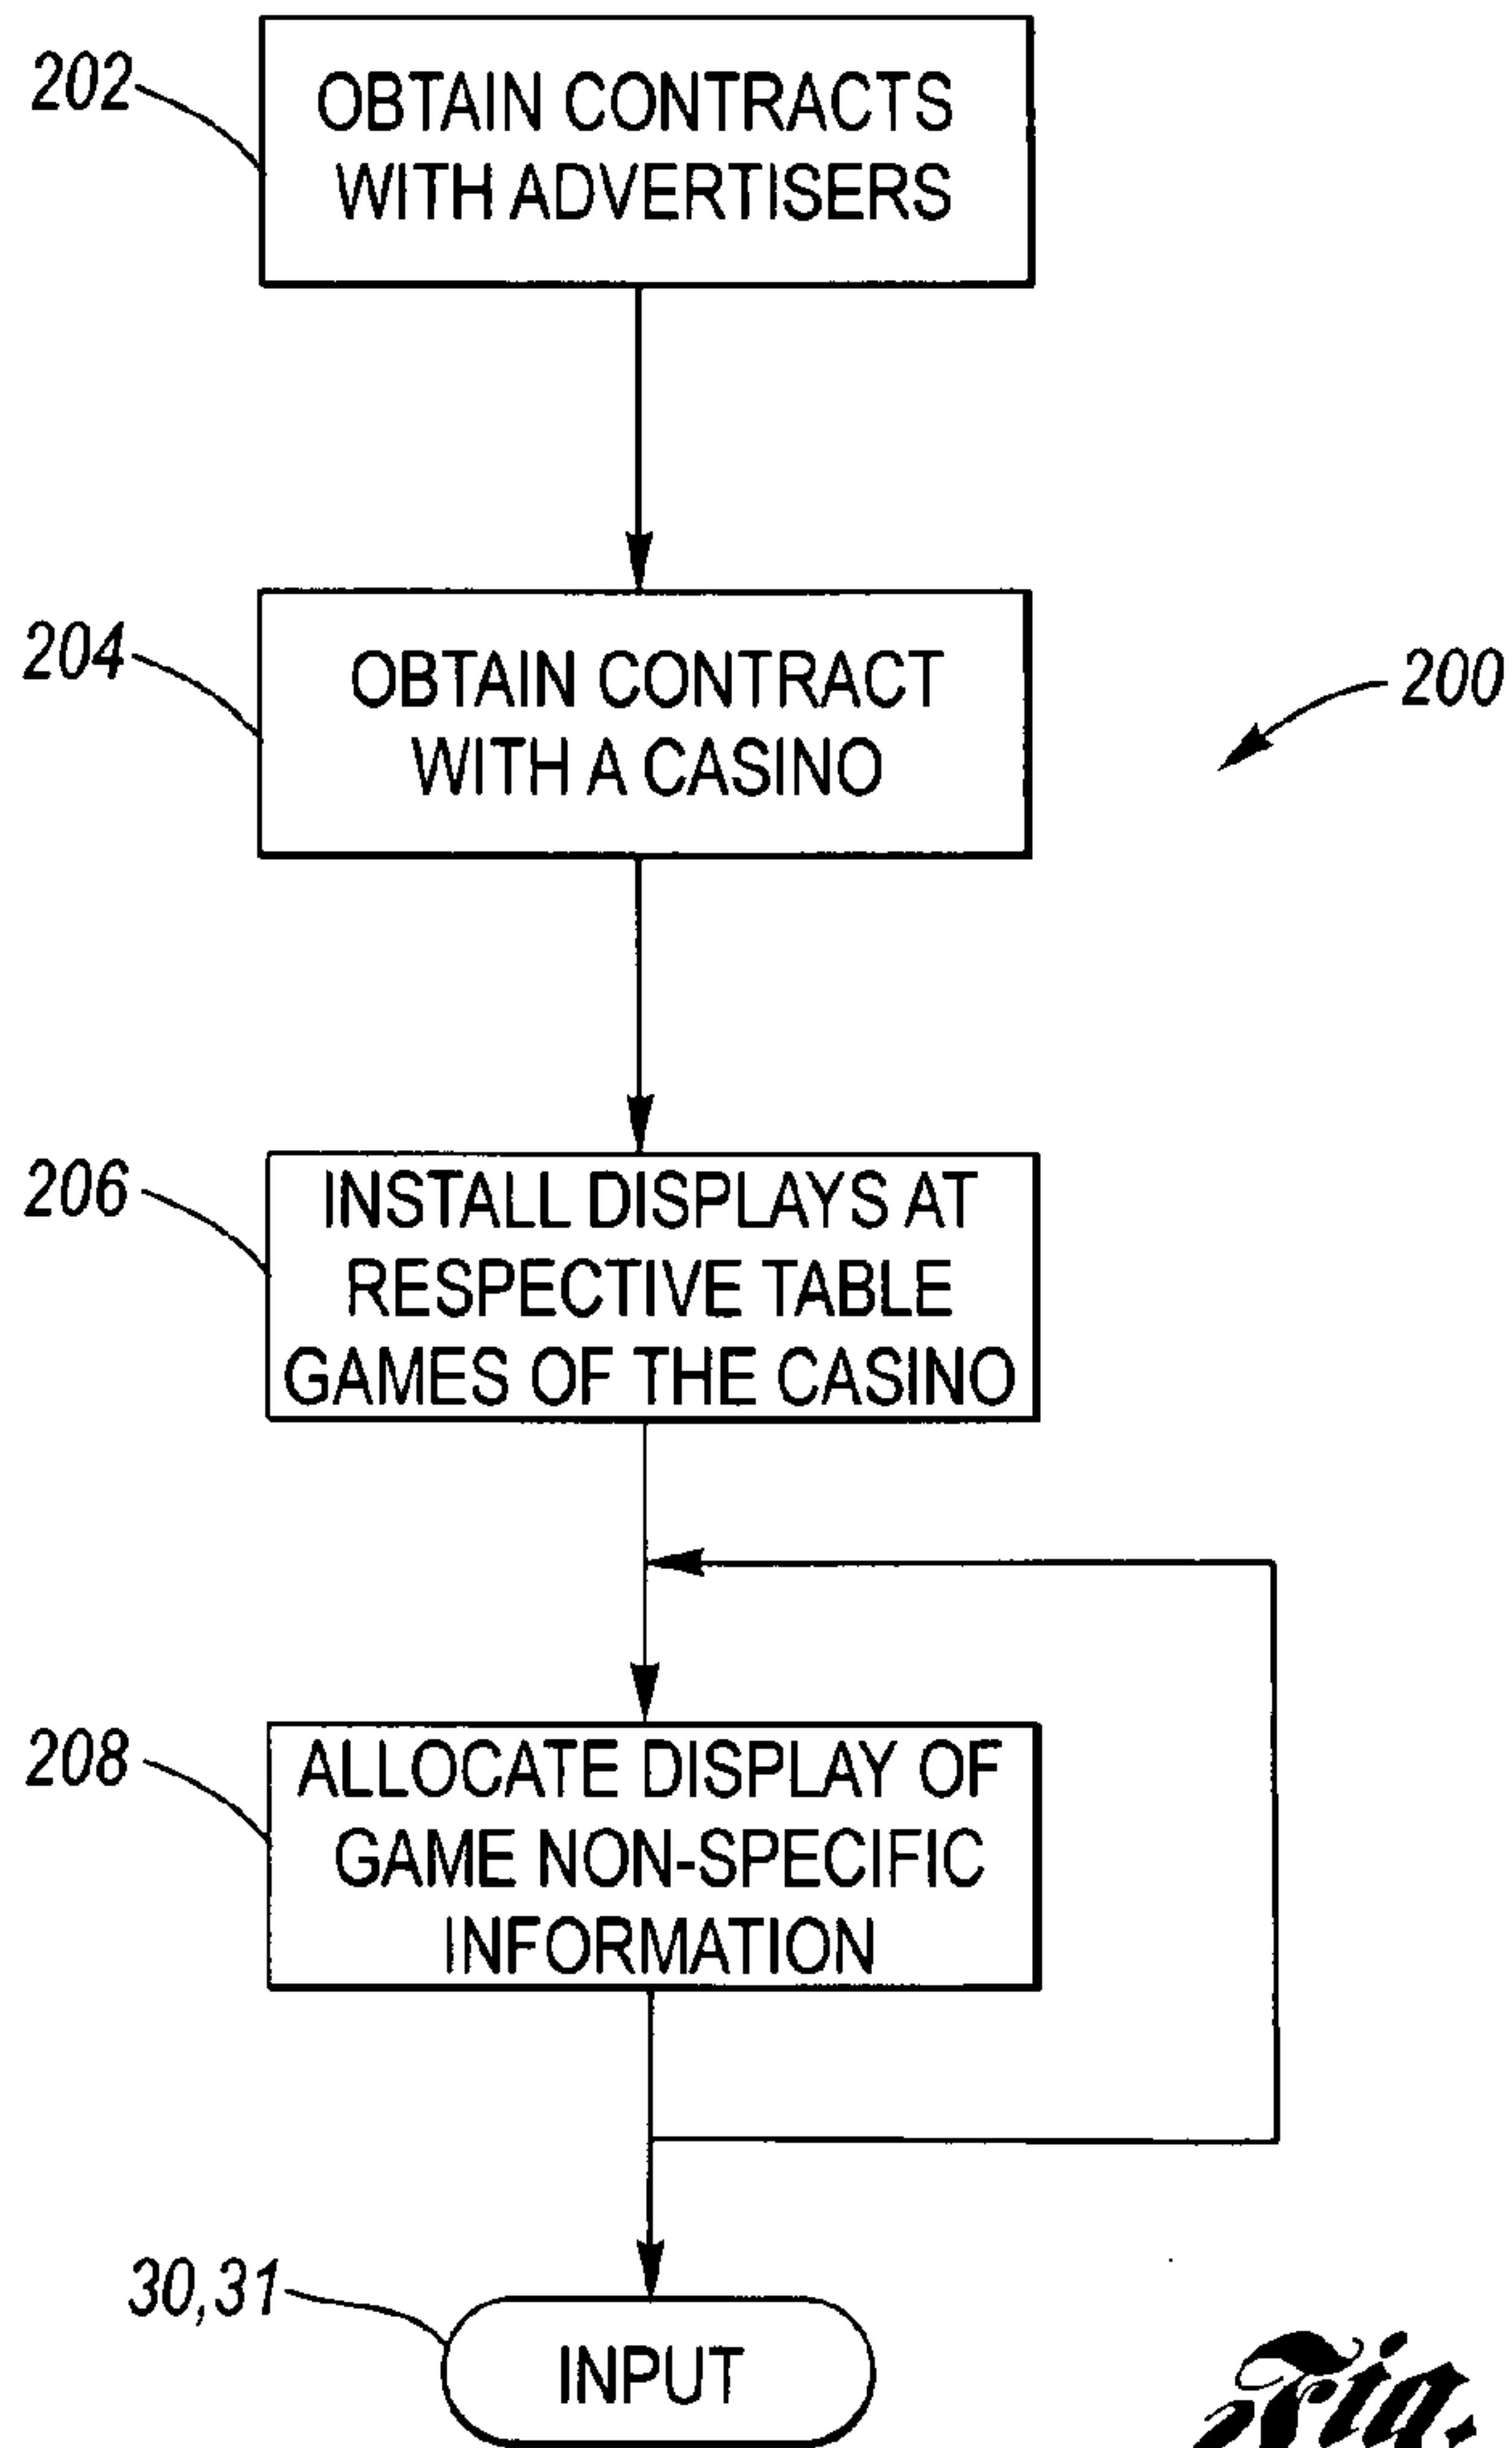 202
OBTAIN CONTRACTS
WITH ADVERTISERS
204
OBTAIN CONTRACT
WITH A CASINO
200
206
INSTALL DISPLAYS AT
RESPECTIVE TABLE
GAMES OF THE CASINO
208
ALLOCATE DISPLAY OF
GAME NON-SPECIFIC
INFORMATION
30,31
INPUT
Fig.